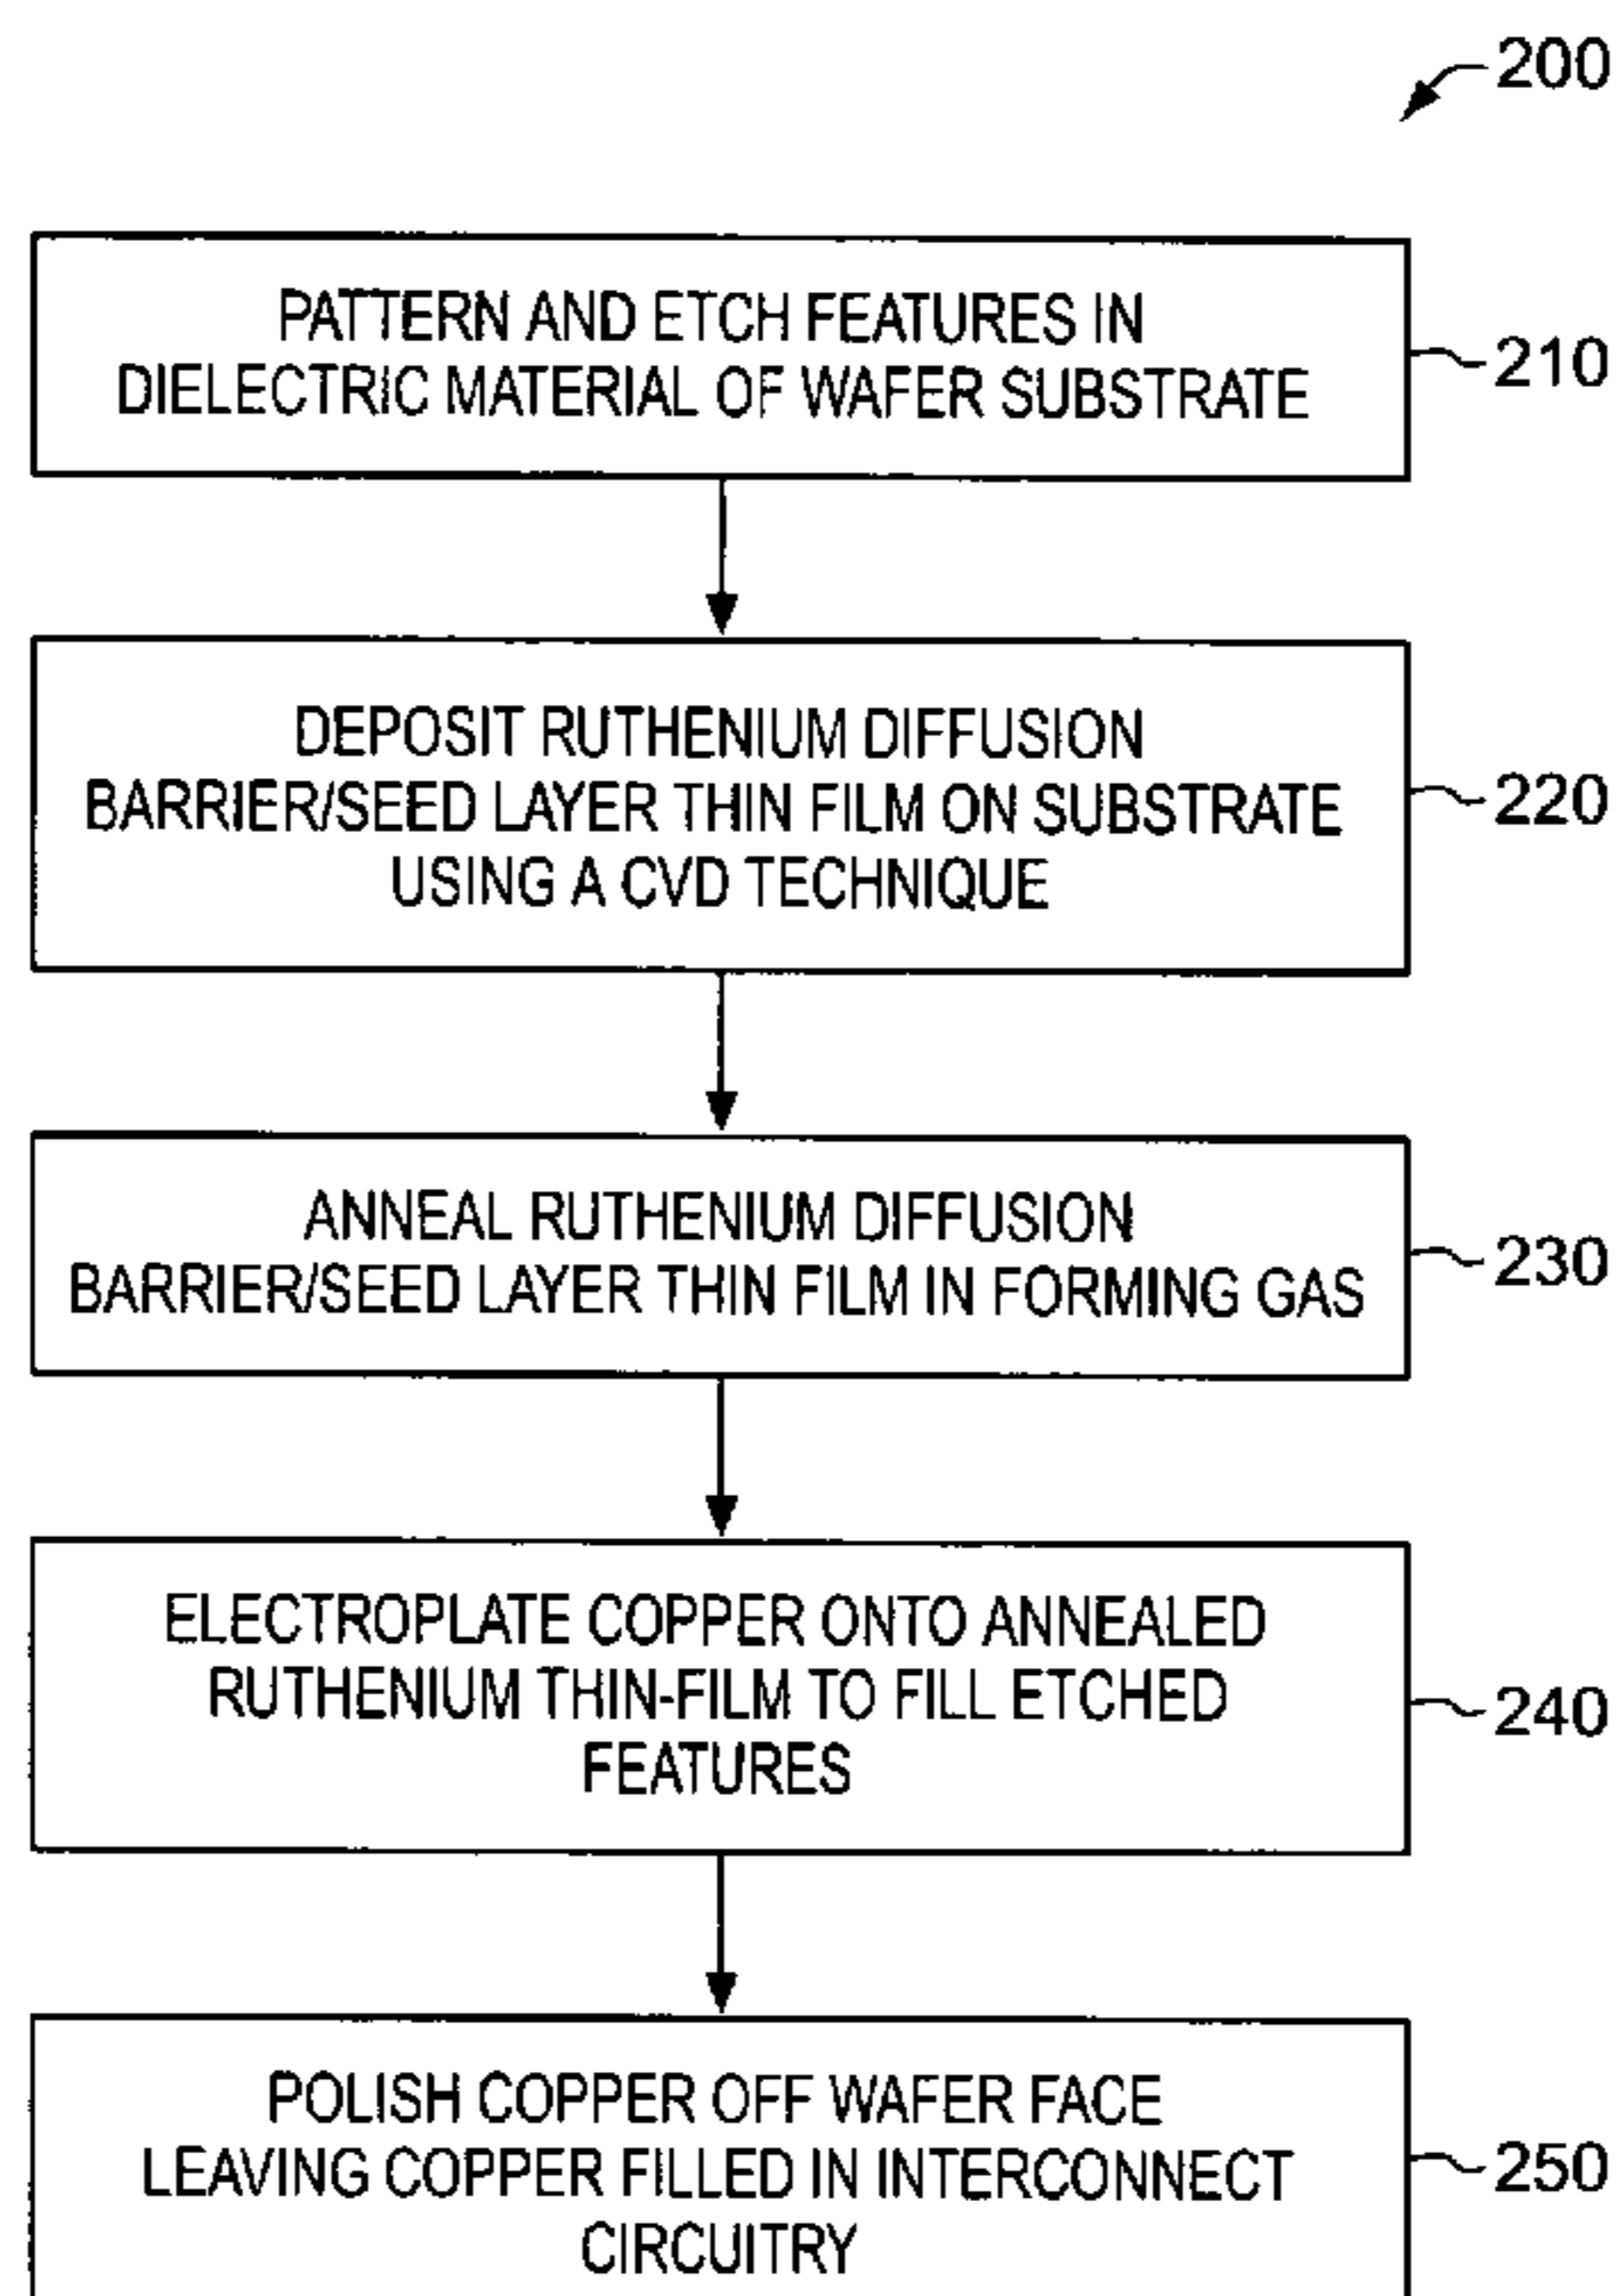 200
PATTERN AND ETCH FEATURES IN
DIELECTRIC MATERIAL OF WAFER SUBSTRATE
210
DEPOSIT RUTHENIUM DIFFUSION
BARRIER/SEED LAYER THIN FILM ON SUBSTRATE
USING A CVD TECHNIQUE
220
ANNEAL RUTHENIUM DIFFUSION
BARRIER/SEED LAYER THIN FILM IN FORMING GAS
230
ELECTROPLATE COPPER ONTO ANNEALED
RUTHENIUM THIN-FILM TO FILL ETCHED
FEATURES
240
POLISH COPPER OFF WAFER FACE
LEAVING COPPER FILLED IN INTERCONNECT
CIRCUITRY
250